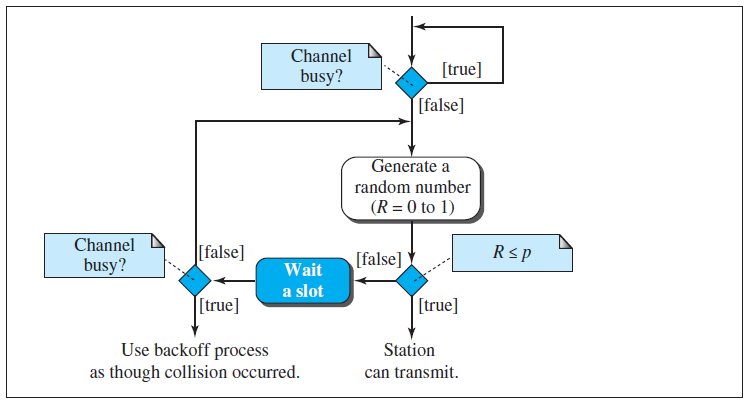 Channel
busy?
[true]
[false]
Generate a
random number
(R = 0 to 1)
Channel
busy?
[false]
Wait
a slot
[false]
R ≤ p
[true]
[true]
Use backoff process
as though collision occurred.
Station
can transmit.